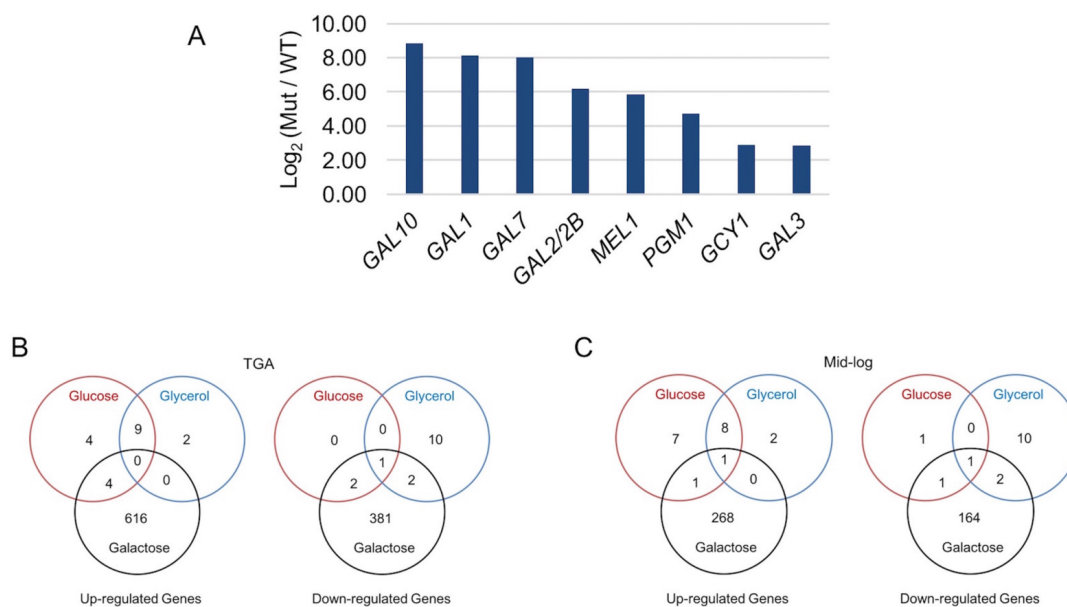 A
Log2 (Mut / WT)
10.00
8.00
6.00
4.00
2.00
0.00
GAL10
GAL1
GAL7
GAL2/2B
MEL1
PGM1
GCY1
GAL3
B
TGA
Glucose
Glycerol
4
9
2
0
4
0
616
Galactose
Up-regulated Genes
Glucose
Glycerol
0
0
10
1
2
2
381
Galactose
Down-regulated Genes
C
Mid-log
Glucose
Glycerol
7
8
2
1
1
0
268
Galactose
Up-regulated Genes
Glucose
Glycerol
1
0
10
1
1
2
164
Galactose
Down-regulated Genes